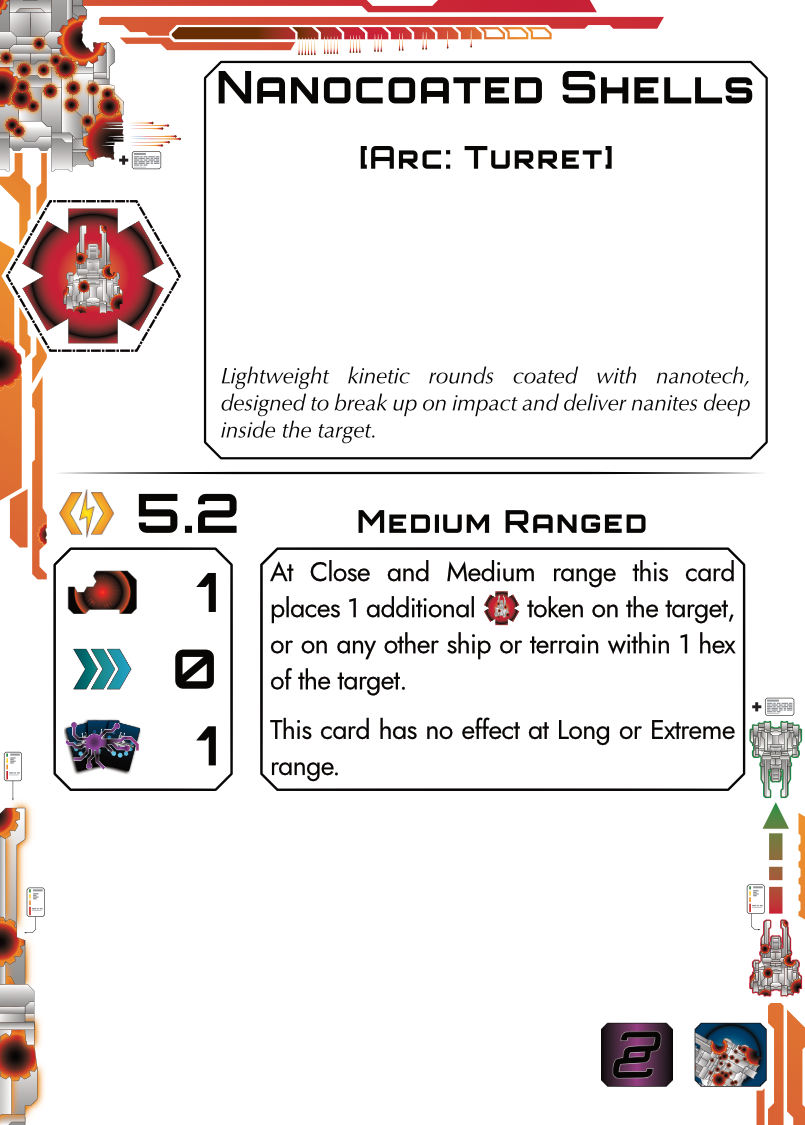 Nanocoated Shells
[Arc: Turret]
Lightweight kinetic rounds coated with nanotech,
designed to break up on impact and deliver nanites deep
inside the target.
5.2
Medium Ranged
1
0
1
At Close and Medium range this card
places 1 additional token on the target,
or on any other ship or terrain within 1 hex
of the target.
This card has no effect at Long or Extreme
range.
2